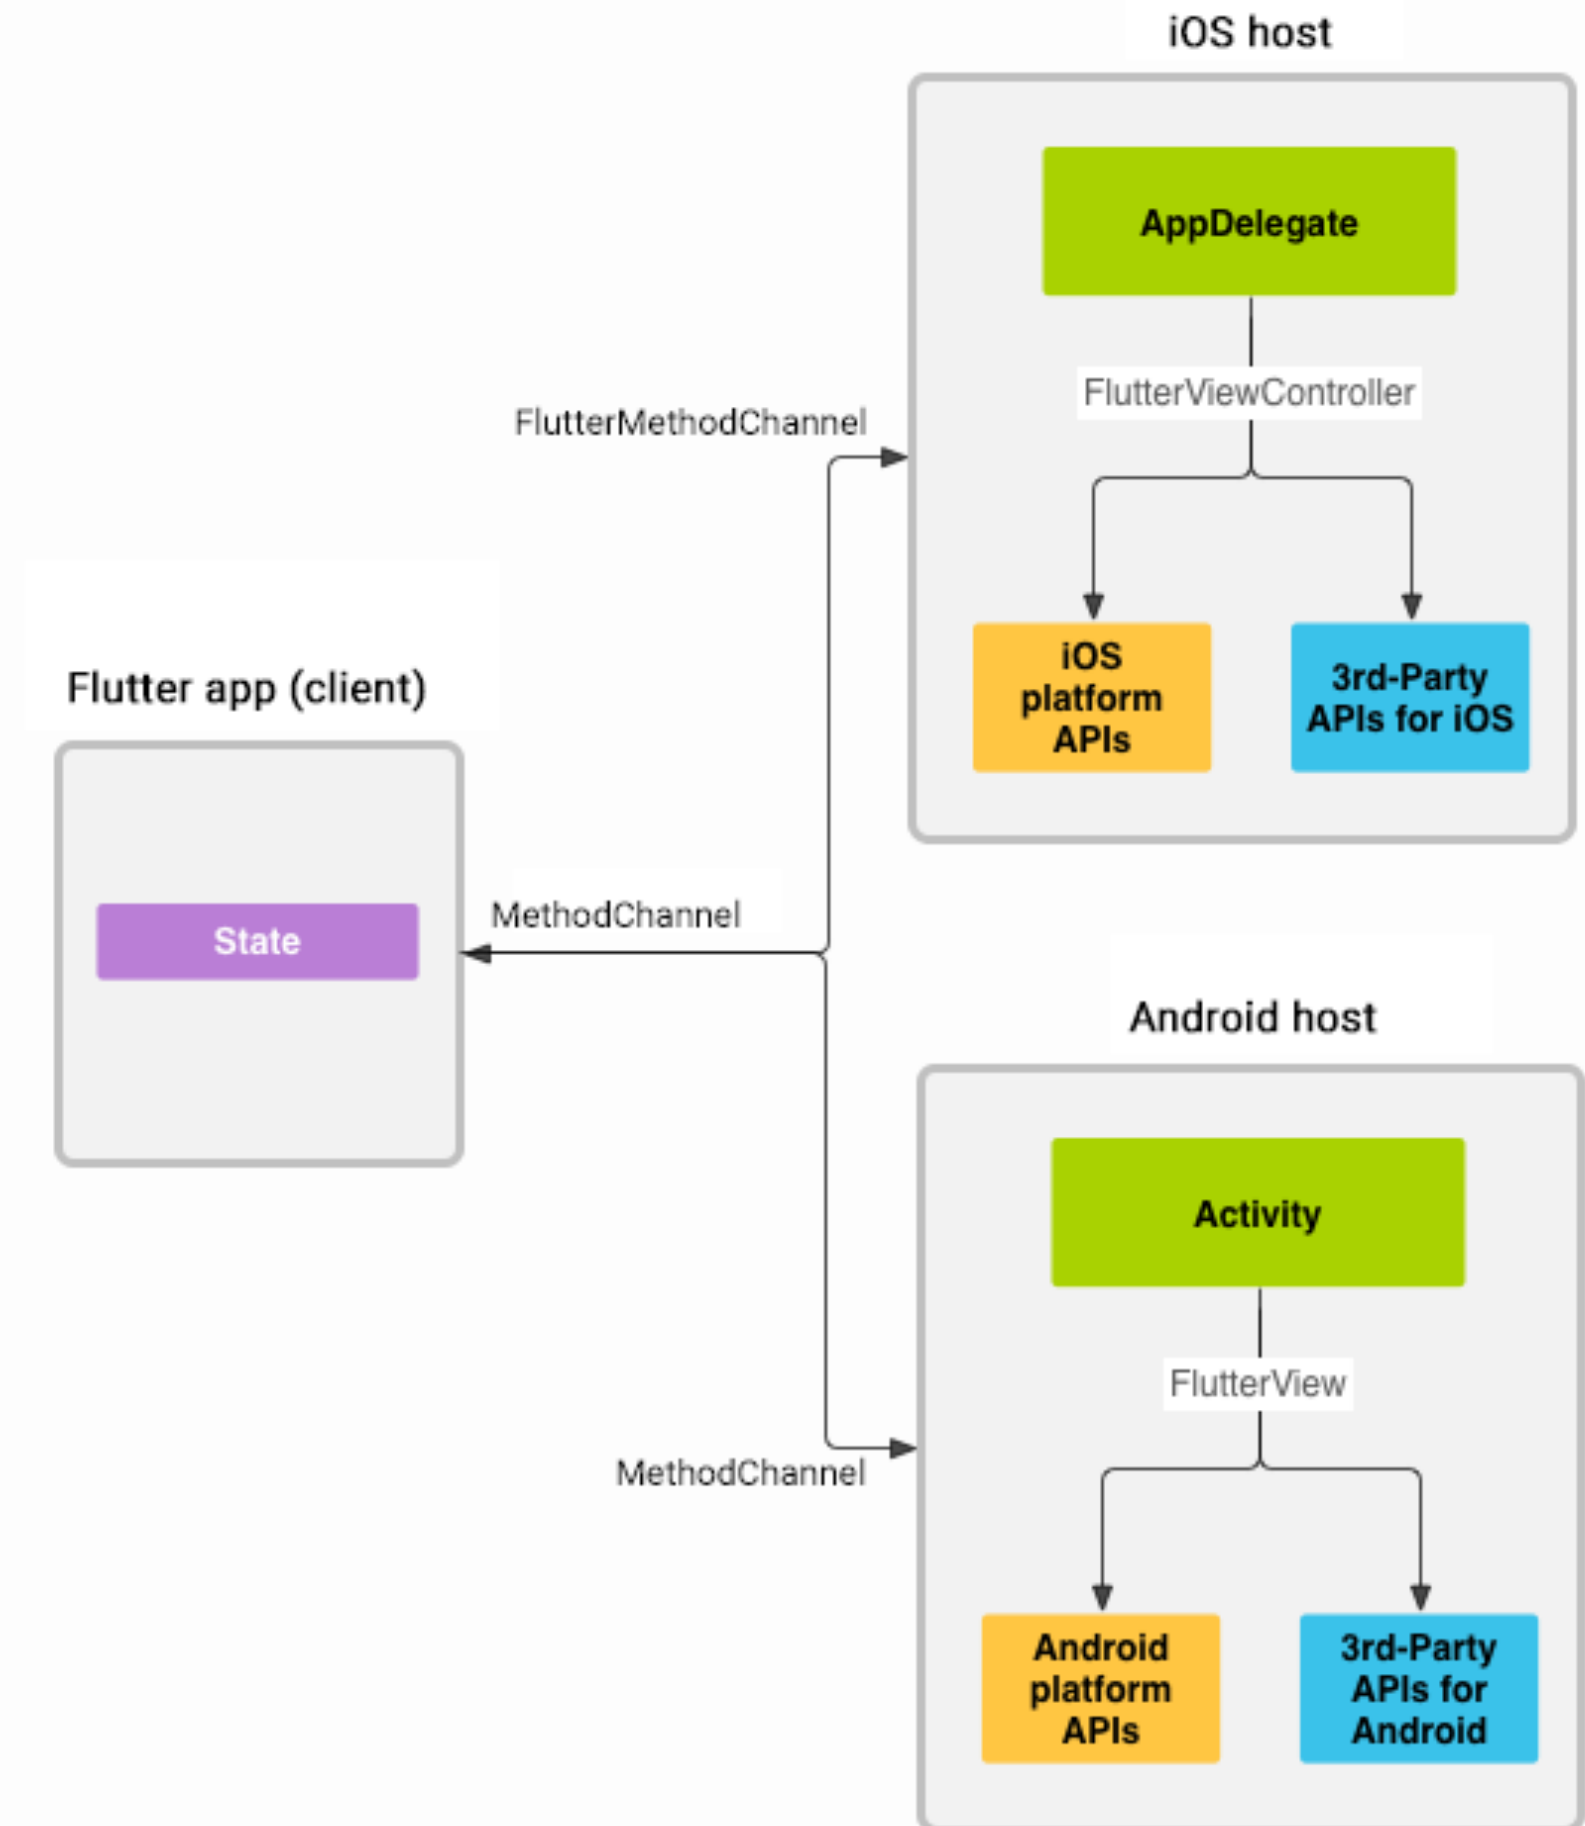 iOS host
AppDelegate
FlutterViewController
FlutterMethodChannel
iOS
platform
APIs
3rd-Party
APIs for iOS
Flutter app (client)
State
MethodChannel
Android host
Activity
FlutterView
MethodChannel
Android
platform
APIs
3rd-Party
APIs for
Android